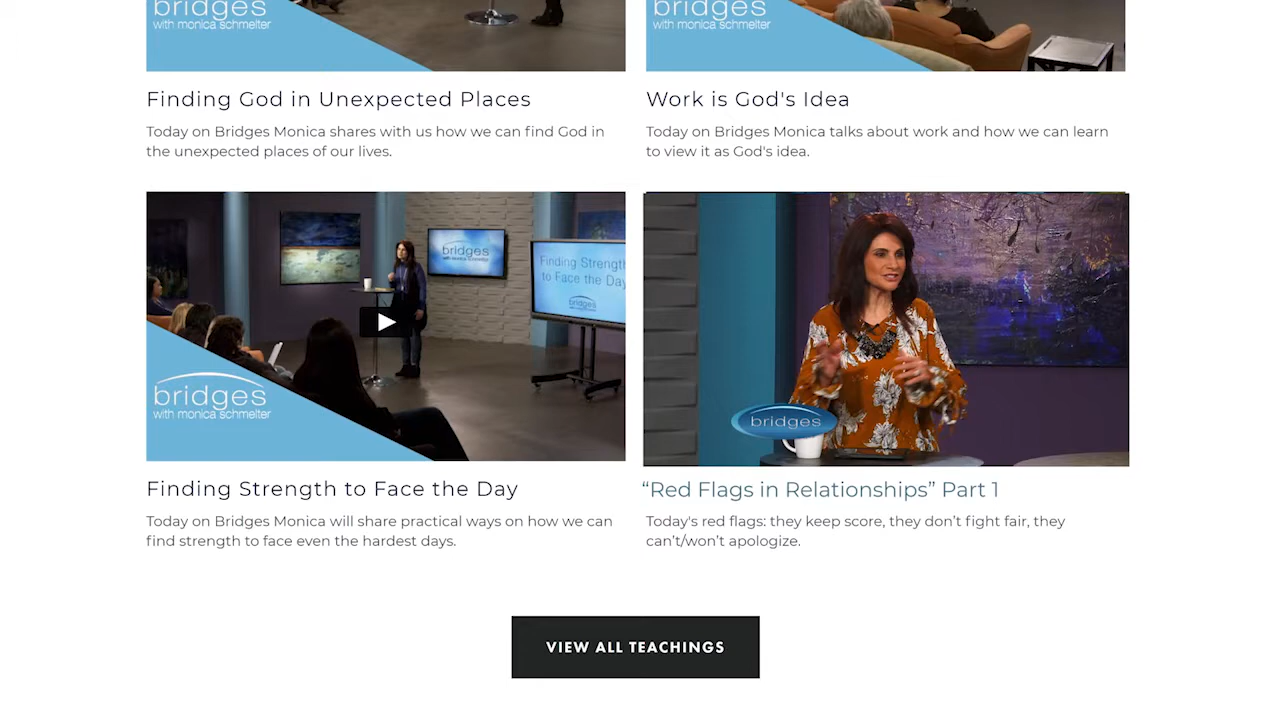 bridges
with monica schmelter
bridges
with monica schmelter
Finding God in Unexpected Places
Today on Bridges Monica shares with us how we can find God in
the unexpected places of our lives.
Work is God's Idea
Today on Bridges Monica talks about work and how we can learn
to view it as God's idea.
bridges
with monica schmelter
Finding Strength
to Face the Day
bridges
bridges
with monica schmelter
bridges
Finding Strength to Face the Day
Today on Bridges Monica will share practical ways on how we can
find strength to face even the hardest days.
“Red Flags in Relationships” Part 1
Today's red flags: they keep score, they don’t fight fair, they
can’t/won’t apologize.
VIEW ALL TEACHINGS